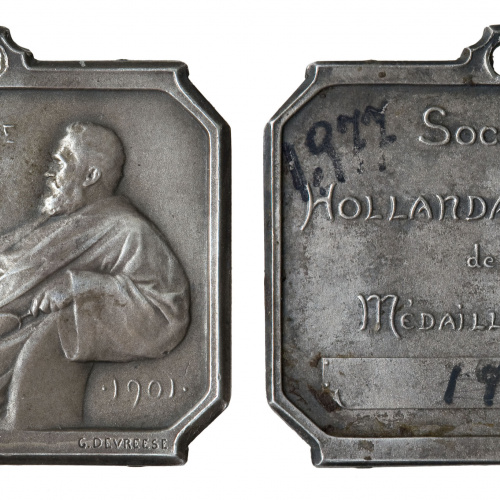 ·1901·
G. DEVREESE
1977
SOC
HOLLANDA
de
MÉDAILL
19